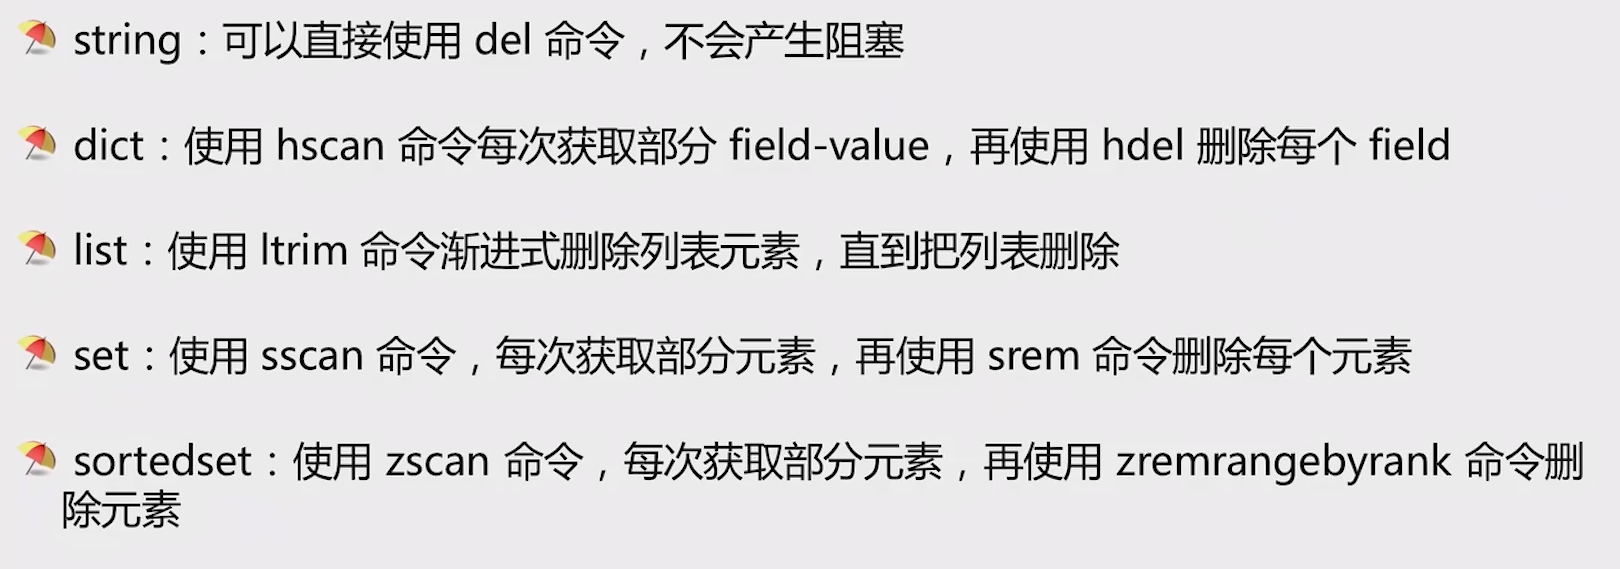 string：可以直接使用 del 命令，不会产生阻塞
dict：使用 hscan 命令每次获取部分 field-value，再使用 hdel 删除每个 field
list：使用 ltrim 命令渐进式删除列表元素，直到把列表删除
set：使用 sscan 命令，每次获取部分元素，再使用 srem 命令删除每个元素
sortedset：使用 zscan 命令，每次获取部分元素，再使用 zremrangebyrank 命令删
除元素